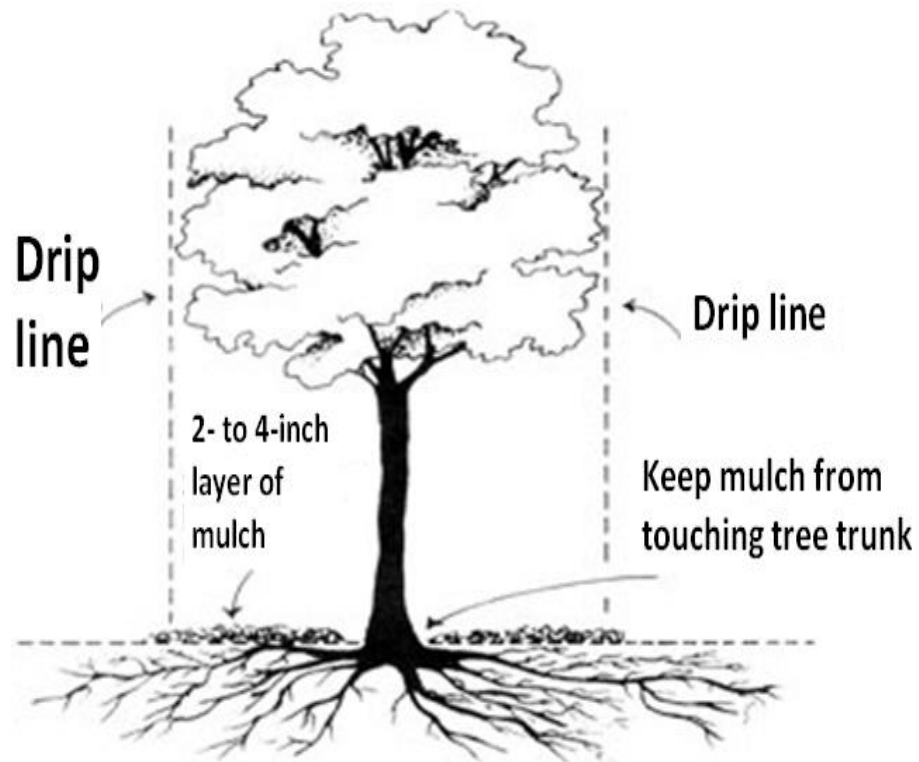 Drip
line
Drip line
2- to 4-inch
layer of
mulch
Keep mulch from
touching tree trunk